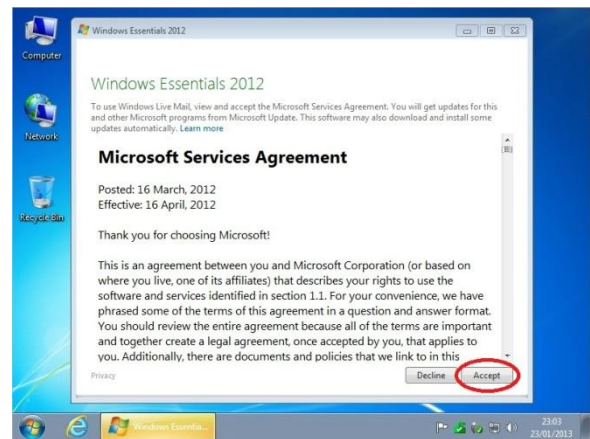 Computer
Network
Recycle Bin
Windows Essentials 2012
Windows Essentials 2012
To use Windows Live Mail, view and accept the Microsoft Services Agreement. You will get updates for this
and other Microsoft programs from Microsoft Update. This software may also download and install some
updates automatically. Learn more
Microsoft Services Agreement
Posted: 16 March, 2012
Effective: 16 April, 2012
Thank you for choosing Microsoft!
This is an agreement between you and Microsoft Corporation (or based on
where you live, one of its affiliates) that describes your rights to use the
software and services identified in section 1.1. For your convenience, we have
phrased some of the terms of this agreement in a question and answer format.
You should review the entire agreement because all of the terms are important
and together create a legal agreement, once accepted by you, that applies to
you. Additionally, there are documents and policies that we link to in this
Privacy
Decline
Accept
Windows Essentia...
23:03
23/01/2013